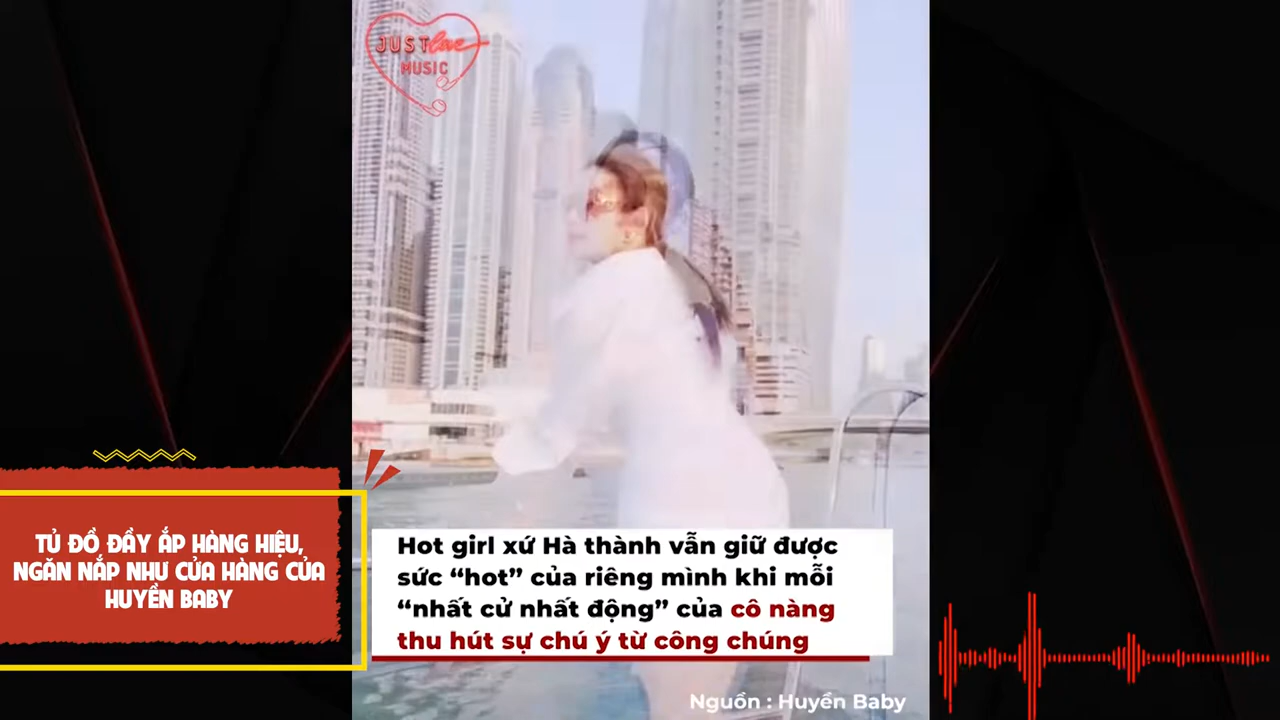 JUST love
MUSIC
TỦ ĐỒ ĐẦY ẮP HÀNG HIỆU,
NGĂN NẮP NHƯ CỬA HÀNG CỦA
HUYỀN BABY
Hot girl xứ Hà thành vẫn giữ được
sức “hot” của riêng mình khi mỗi
“nhất cử nhất động” của cô nàng
thu hút sự chú ý từ công chúng
Nguồn : Huyền Baby